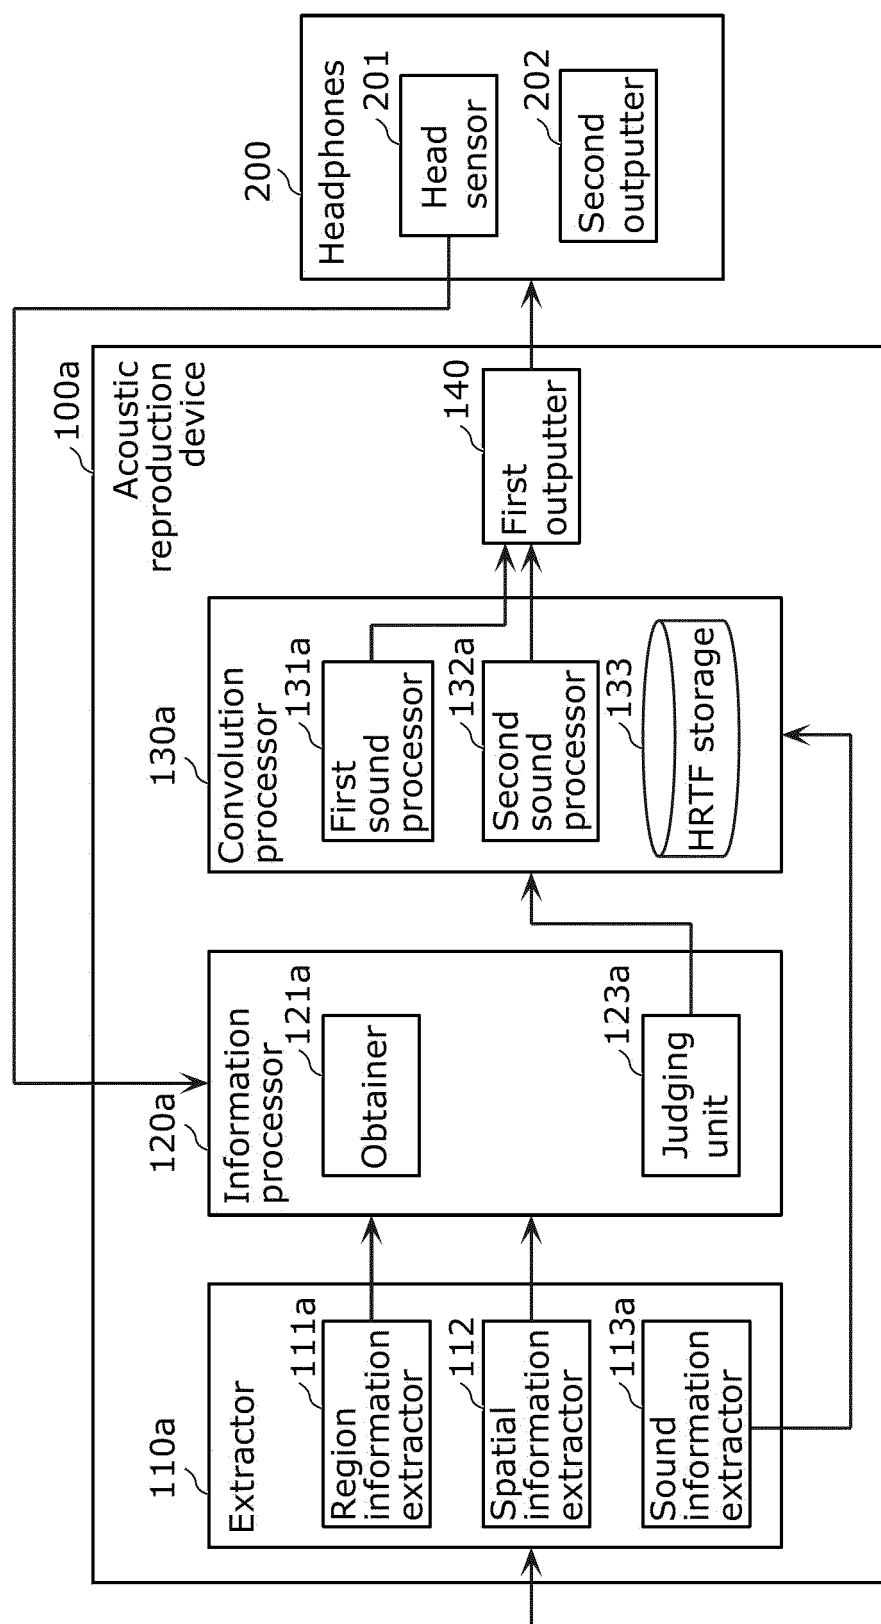 100a
Acoustic
reproduction
device
110a
Extractor
111a
Region
information
extractor
112
Spatial
information
extractor
113a
Sound
information
extractor
120a
Information
processor
121a
Obtainer
123a
Judging
unit
130a
Convolution
processor
131a
First
sound
processor
132a
Second
sound
processor
133
HRTF storage
140
First
outputter
200
Headphones
201
Head
sensor
202
Second
outputter